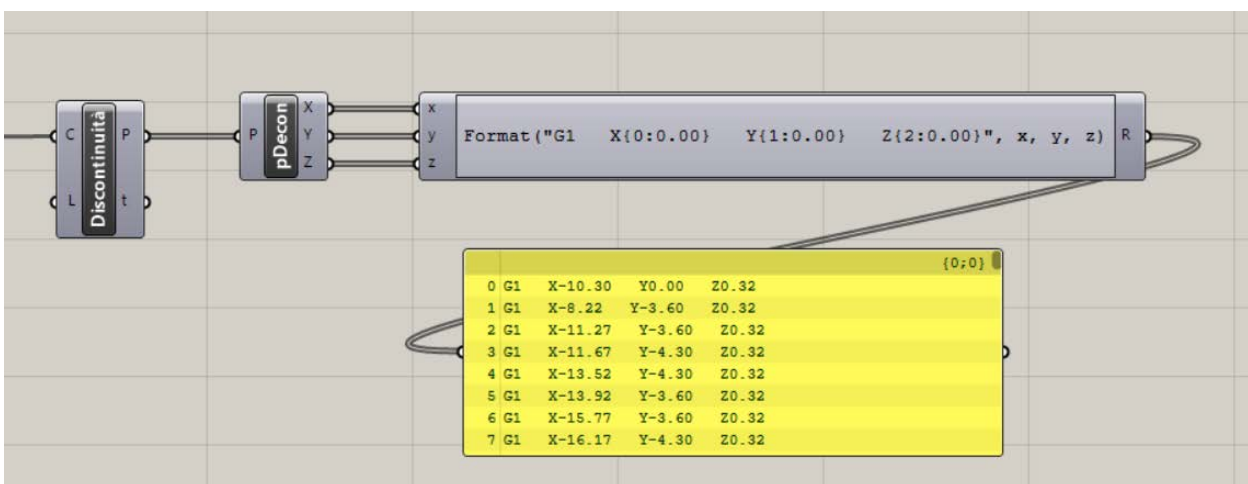 C
L
Discontinuità
P
t
P
pDecon
X
Y
Z
x
y
z
Format("G1   X{0:0.00}   Y{1:0.00}   Z{2:0.00}", x, y, z)
R
{0;0}
0 G1   X-10.30   Y0.00   Z0.32
1 G1   X-8.22   Y-3.60   Z0.32
2 G1   X-11.27   Y-3.60   Z0.32
3 G1   X-11.67   Y-4.30   Z0.32
4 G1   X-13.52   Y-4.30   Z0.32
5 G1   X-13.92   Y-3.60   Z0.32
6 G1   X-15.77   Y-3.60   Z0.32
7 G1   X-16.17   Y-4.30   Z0.32